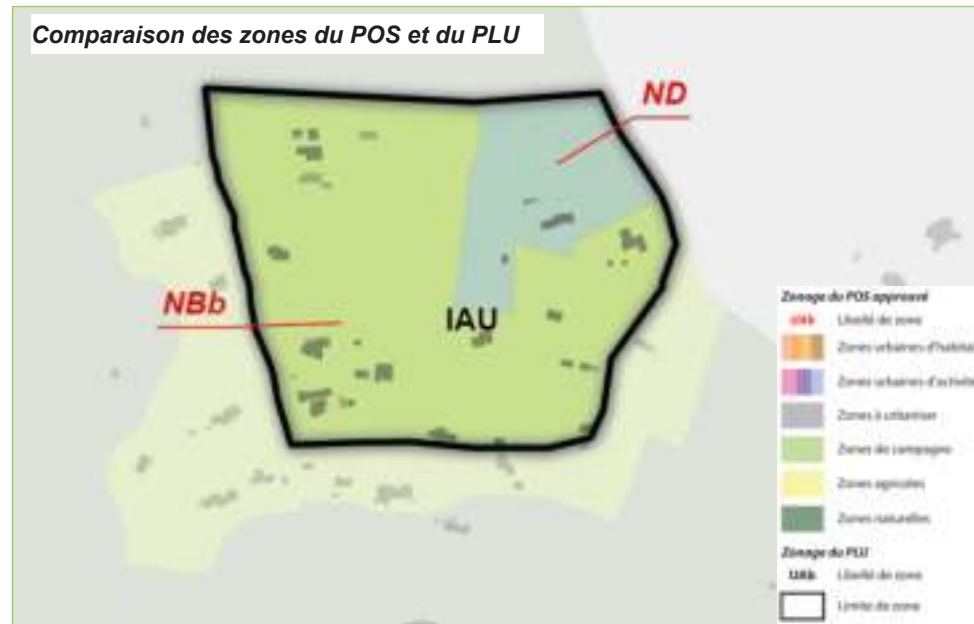 Comparaison des zones du POS et du PLU
ND
NBb
IAU
Zonage du POS approuvé
Libellé de zone
Zones urbaines d'habitat
Zones urbaines d'activité
Zones à urbaniser
Zones de campagne
Zones agricoles
Zones naturelles
Zonage du PLU
UAb Libellé de zone
Limite de zone